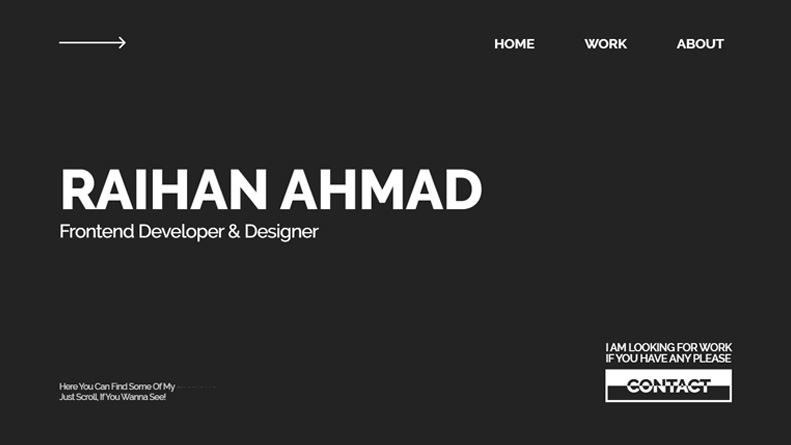 HOME WORK ABOUT
RAIHAN AHMAD
Frontend Developer & Designer
I AM LOOKING FOR WORK
IF YOU HAVE ANY PLEASE
CONTACT
Here You Can Find Some Of My
Just Scroll, If You Wanna See!